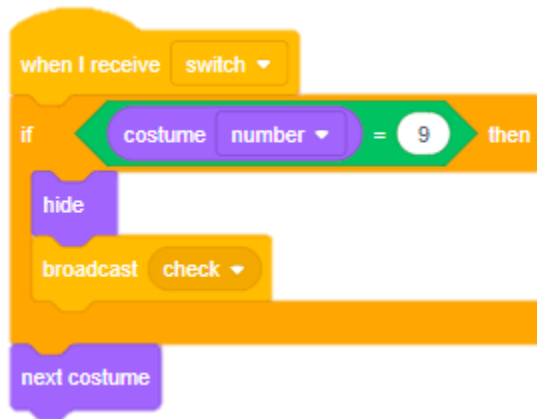 when I receive switch
if costume number = 9 then
hide
broadcast check
next costume